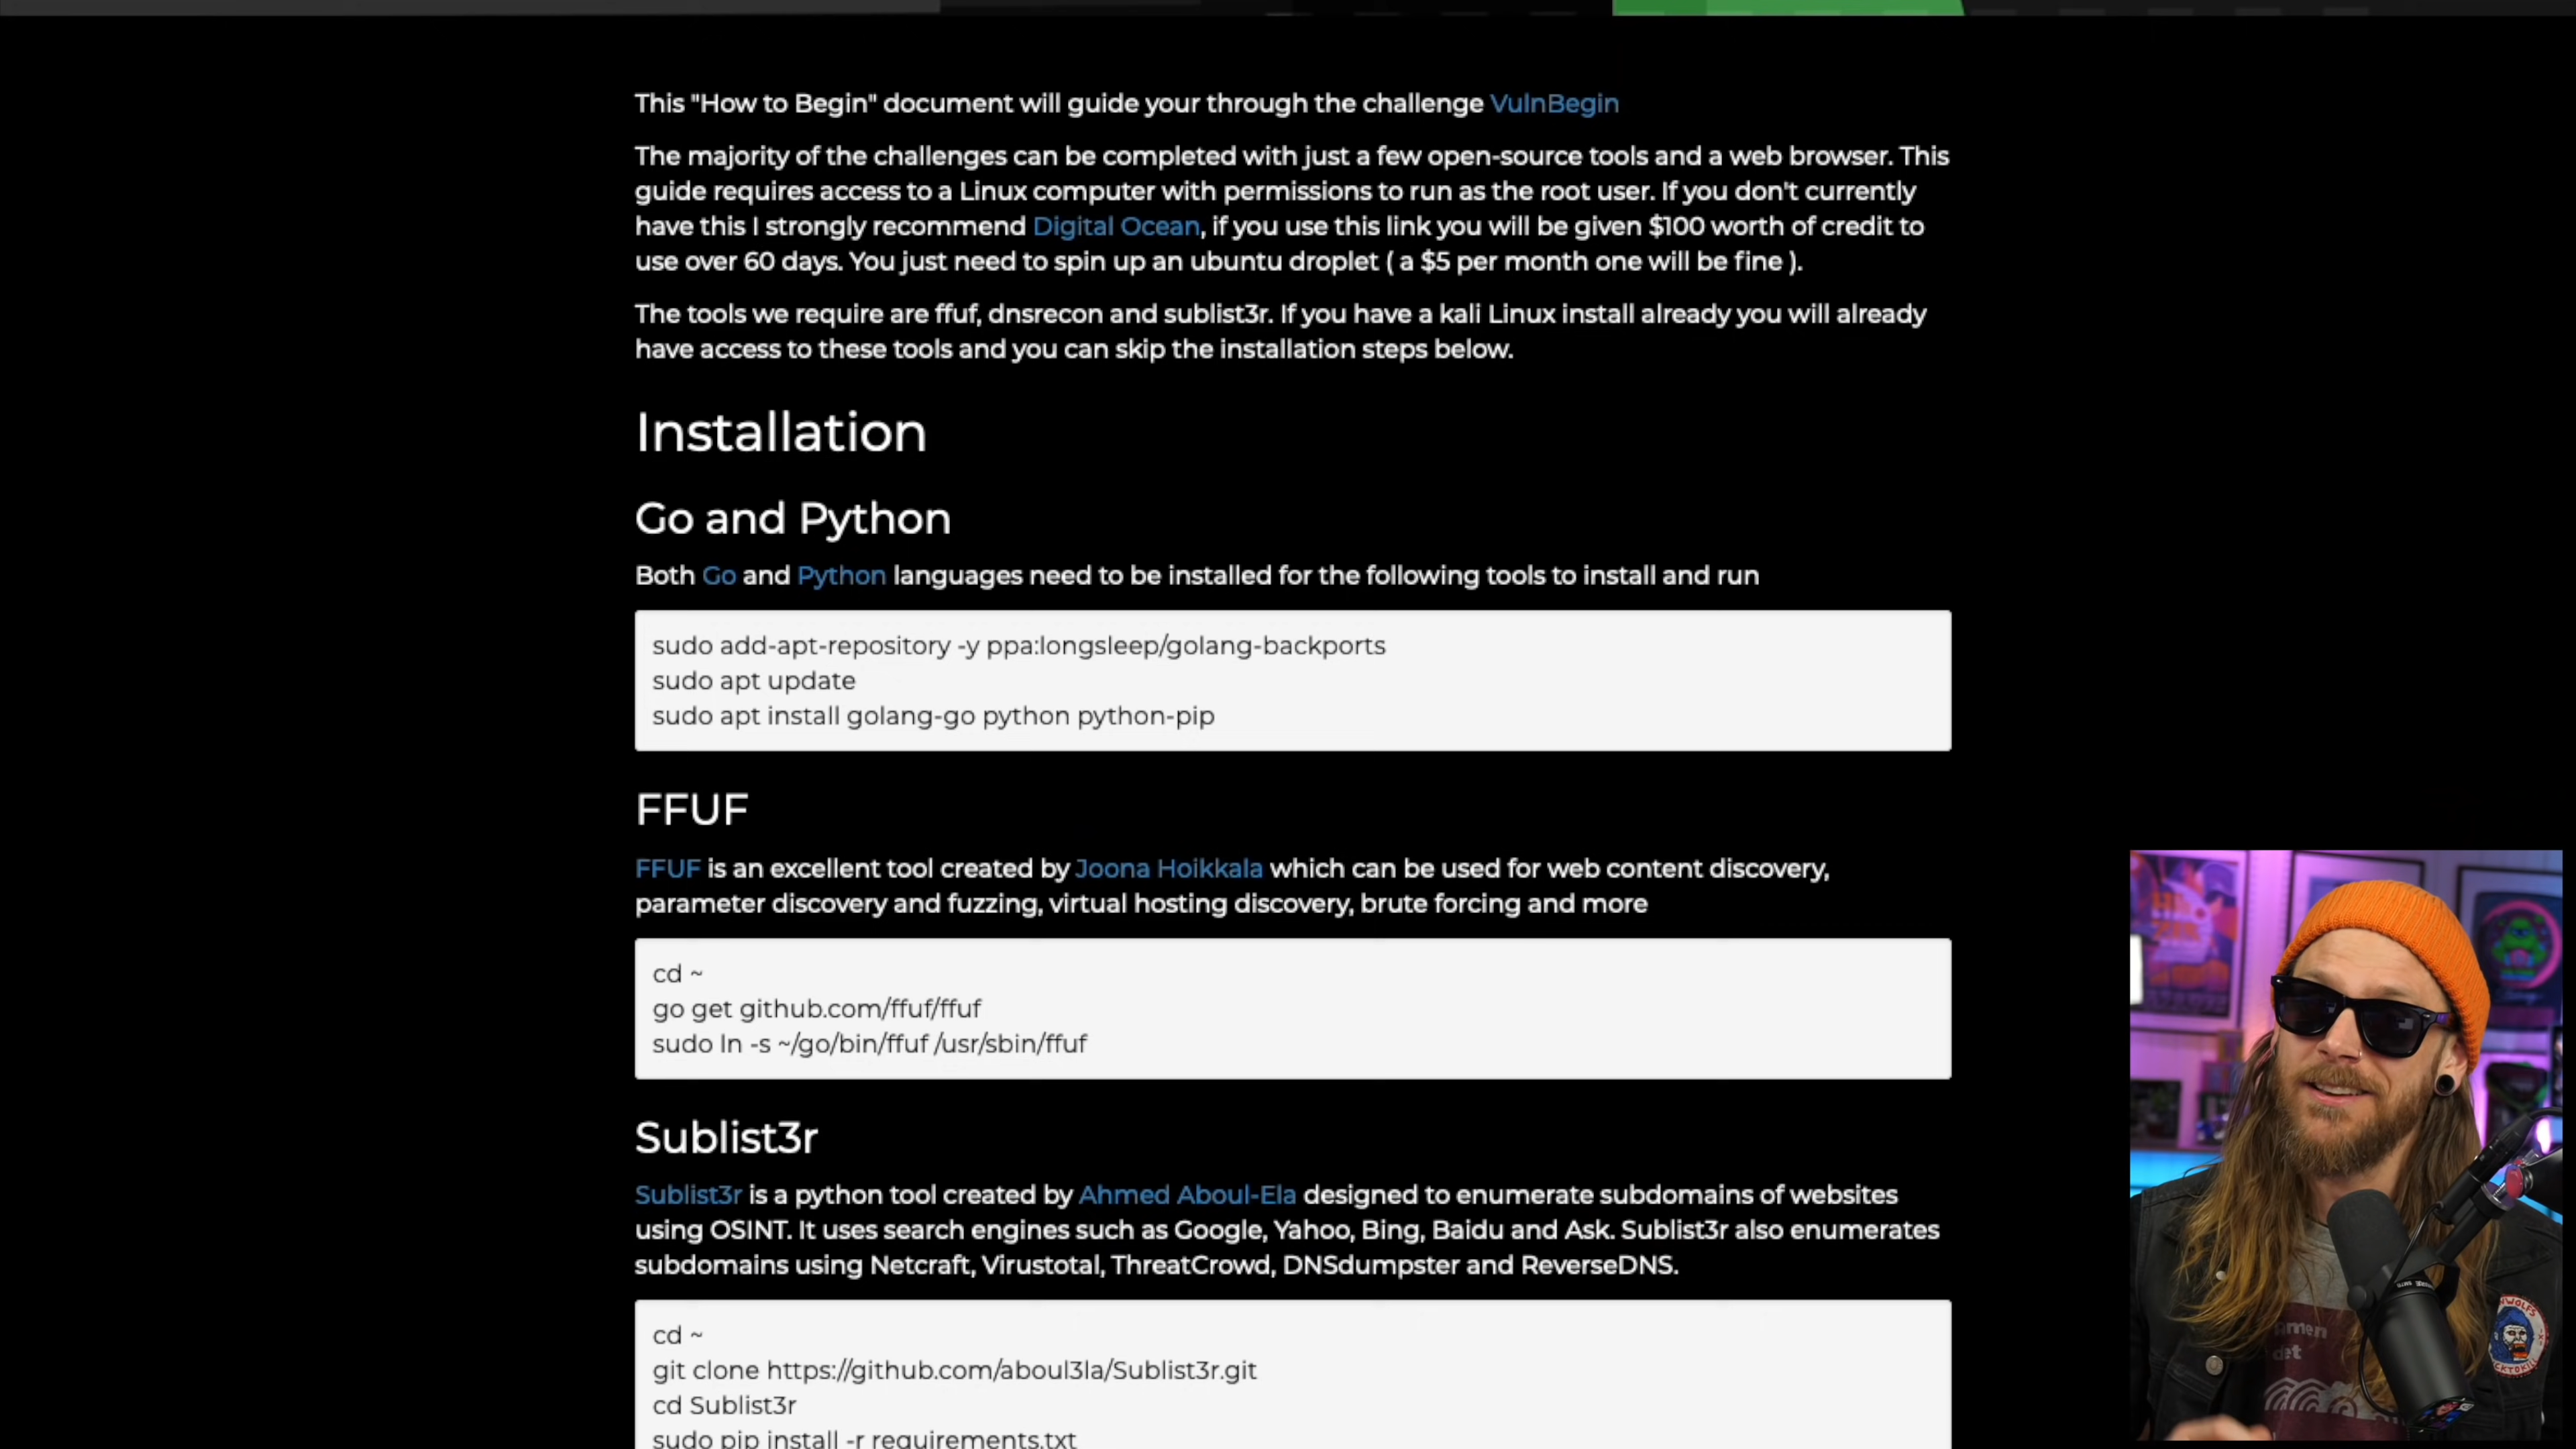 This "How to Begin" document will guide your through the challenge VulnBegin
The majority of the challenges can be completed with just a few open-source tools and a web browser. This
guide requires access to a Linux computer with permissions to run as the root user. If you don't currently
have this I strongly recommend Digital Ocean, if you use this link you will be given $100 worth of credit to
use over 60 days. You just need to spin up an ubuntu droplet ( a $5 per month one will be fine ).
The tools we require are ffuf, dnsrecon and sublist3r. If you have a kali Linux install already you will already
have access to these tools and you can skip the installation steps below.
Installation
Go and Python
Both Go and Python languages need to be installed for the following tools to install and run
sudo add-apt-repository -y ppa:longsleep/golang-backports
sudo apt update
sudo apt install golang-go python python-pip
FFUF
FFUF is an excellent tool created by Joona Hoikkala which can be used for web content discovery,
parameter discovery and fuzzing, virtual hosting discovery, brute forcing and more
cd ~
go get github.com/ffuf/ffuf
sudo ln -s ~/go/bin/ffuf /usr/sbin/ffuf
Sublist3r
Sublist3r is a python tool created by Ahmed Aboul-Ela designed to enumerate subdomains of websites
using OSINT. It uses search engines such as Google, Yahoo, Bing, Baidu and Ask. Sublist3r also enumerates
subdomains using Netcraft, Virustotal, ThreatCrowd, DNSdumpster and ReverseDNS.
cd ~
git clone https://github.com/aboul3la/Sublist3r.git
cd Sublist3r
sudo pip install -r requirements.txt